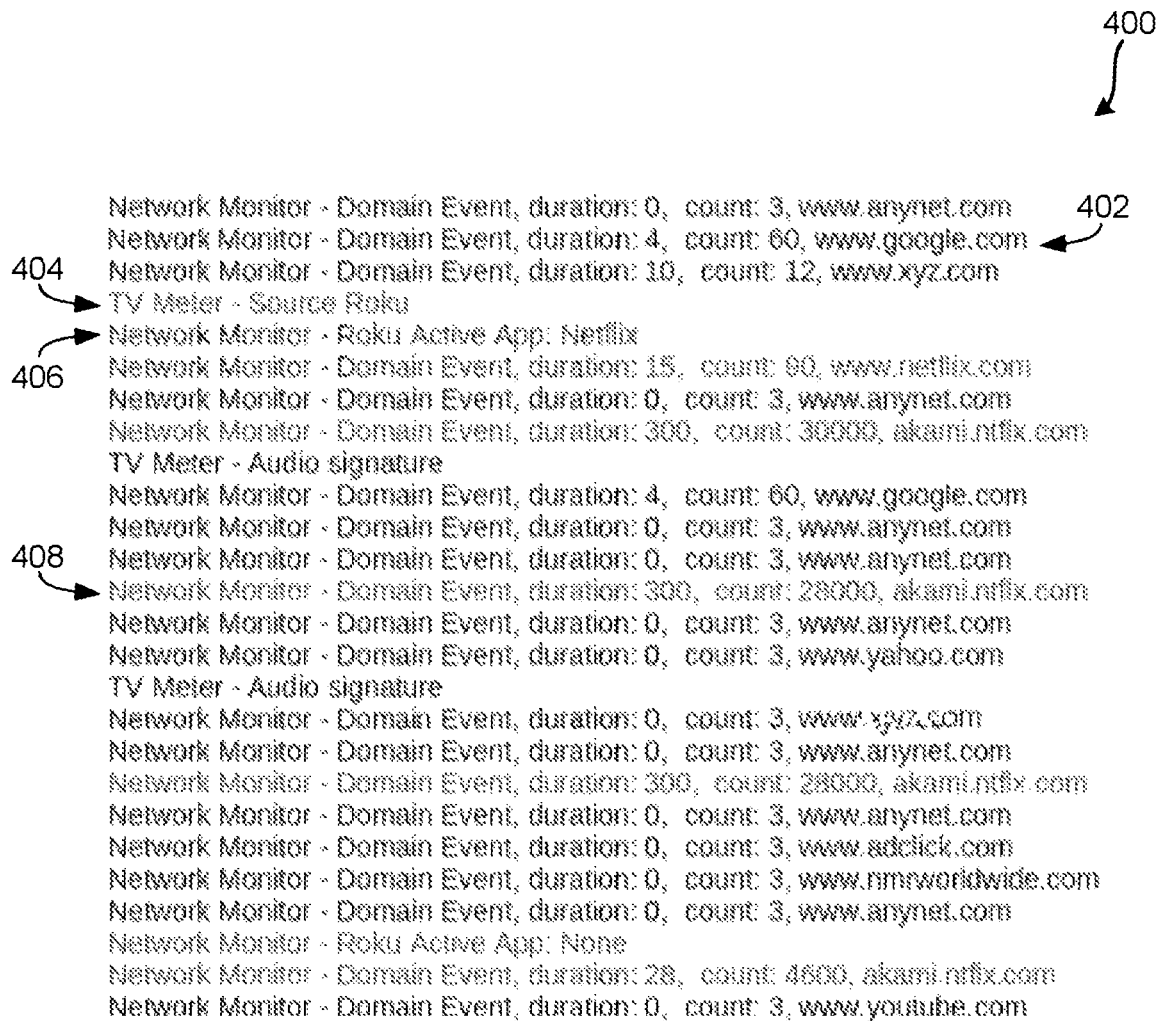 400
Network Monitor - Domain Event, duration: 0, count: 3, www.anynet.com
402
Network Monitor - Domain Event, duration: 4, count: 60, www.google.com
Network Monitor - Domain Event, duration: 10, count: 12, www.xyz.com
404
TV Meter - Source Roku
406
Network Monitor - Roku Active App: Netflix
Network Monitor - Domain Event, duration: 15, count: 90, www.netflix.com
Network Monitor - Domain Event, duration: 0, count: 3, www.anynet.com
Network Monitor - Domain Event, duration: 300, count: 30000, akami.ntflx.com
TV Meter - Audio signature
Network Monitor - Domain Event, duration: 4, count: 60, www.google.com
Network Monitor - Domain Event, duration: 0, count: 3, www.anynet.com
Network Monitor - Domain Event, duration: 0, count: 3, www.anynet.com
408
Network Monitor - Domain Event, duration: 300, count: 28000, akami.ntflx.com
Network Monitor - Domain Event, duration: 0, count: 3, www.anynet.com
Network Monitor - Domain Event, duration: 0, count: 3, www.yahoo.com
TV Meter - Audio signature
Network Monitor - Domain Event, duration: 0, count: 3, www.xyz.com
Network Monitor - Domain Event, duration: 0, count: 3, www.anynet.com
Network Monitor - Domain Event, duration: 300, count: 28000, akami.ntflx.com
Network Monitor - Domain Event, duration: 0, count: 3, www.anynet.com
Network Monitor - Domain Event, duration: 0, count: 3, www.adclick.com
Network Monitor - Domain Event, duration: 0, count: 3, www.nmrworldwide.com
Network Monitor - Domain Event, duration: 0, count: 3, www.anynet.com
Network Monitor - Roku Active App: None
Network Monitor - Domain Event, duration: 28, count: 4600, akami.ntflx.com
Network Monitor - Domain Event, duration: 0, count: 3, www.youtube.com